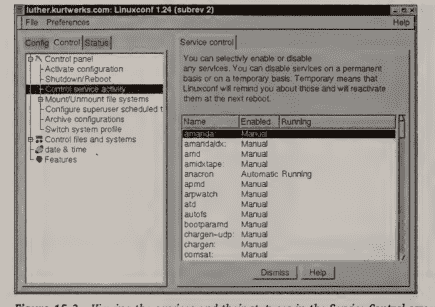 luther.kurtwerks.com: Linuxconf 1.24 (subrev 2)
File Preferences Help
Config Control Status
Control panel
Activate configuration
Shutdown/Reboot
Control service activity
Mount/Unmount file systems
Configure superuser scheduled t
Archive configurations
Switch system profile
Control files and systems
date & time
Features
Service control
You can selectivly enable or disable
any services. You can disable services on a permanent
basis or on a temporary basis. Temporary means that
Linuxconf will remind you about those and will reactivate
them at the next reboot.
Name Enabled Running
amanda: Manual
amandaidx: Manual
amd Manual
amidxtape: Manual
anacron Automatic Running
apmd Manual
arpwatch Manual
atd Manual
autofs Manual
bootparamd Manual
chargen-udp: Manual
chargen: Manual
comsat: Manual
Dismiss Help